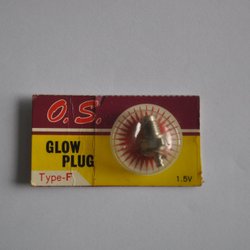 O.S.
GLOW
PLUG
Type-F
1.5V